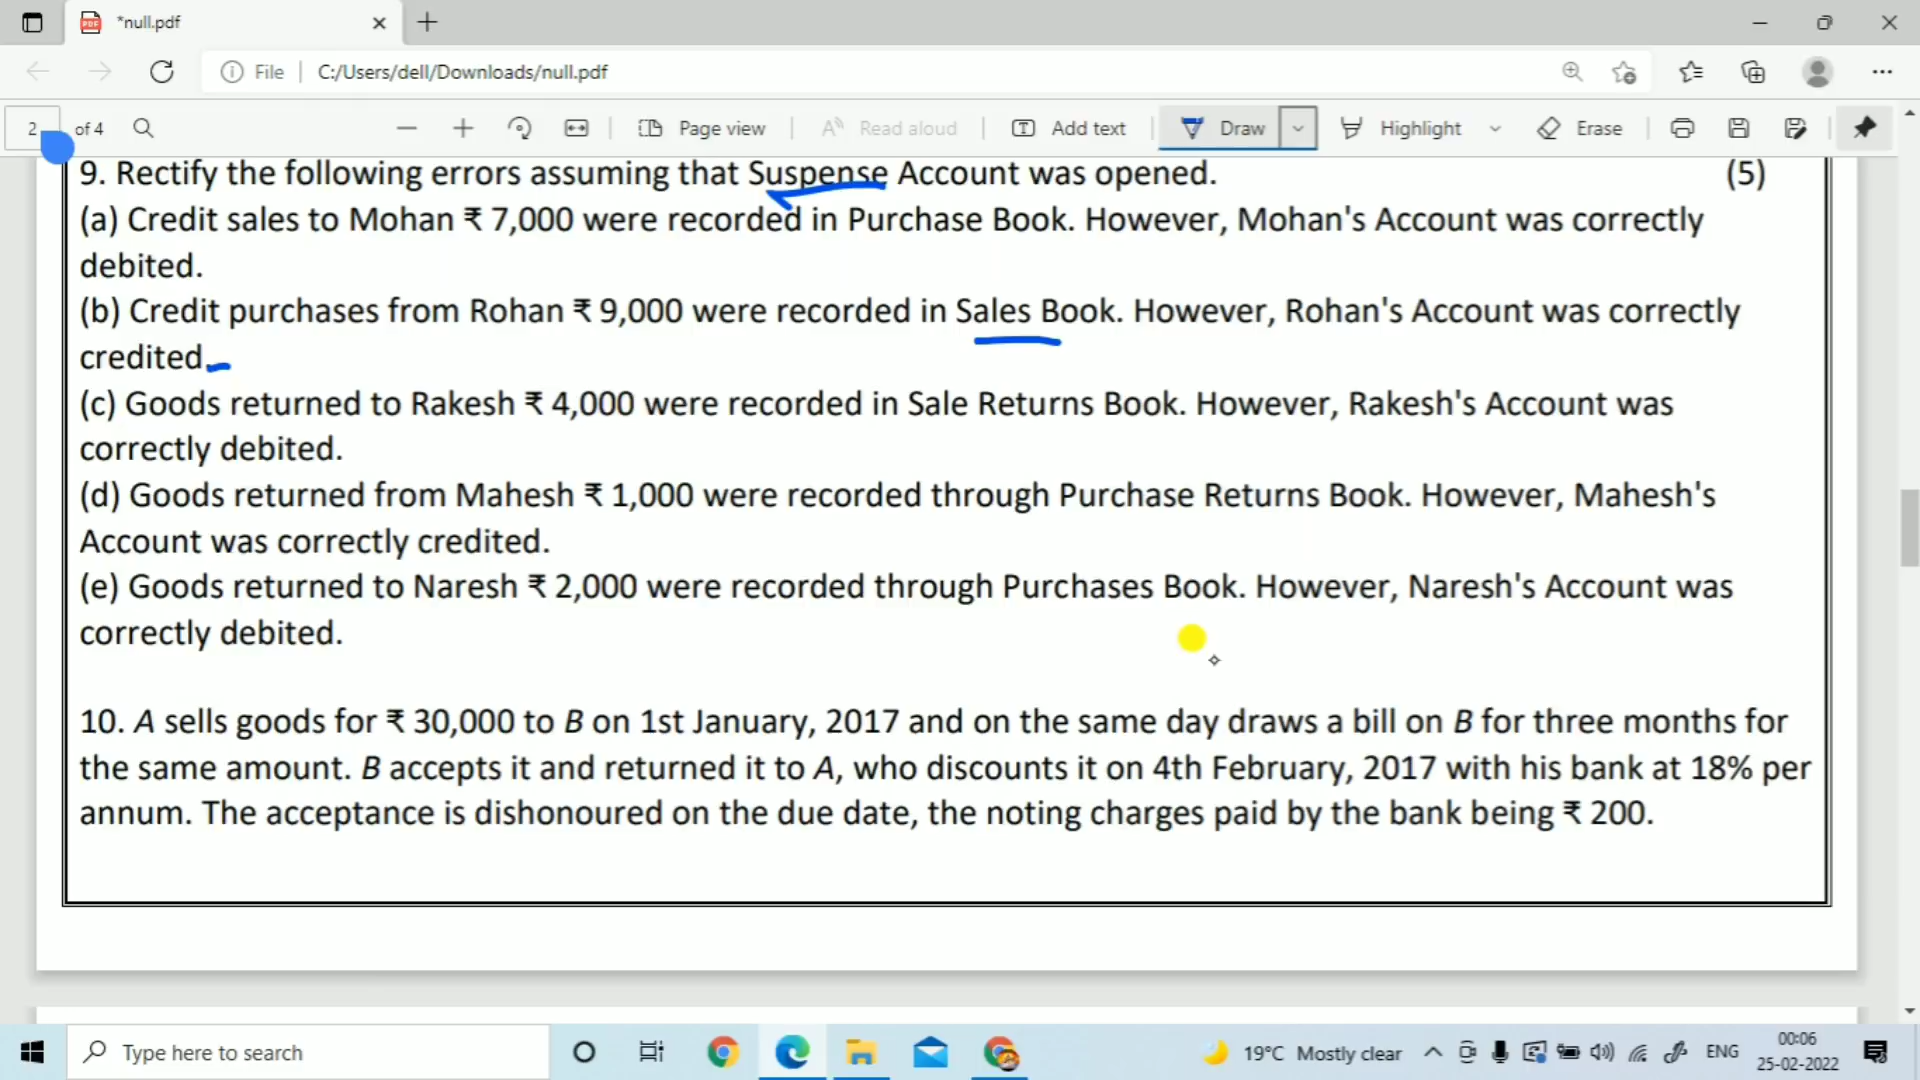 *null.pdf
File
C:/Users/dell/Downloads/null.pdf
2 of 4
Page view
Read aloud
Add text
Draw
Highlight
Erase
9. Rectify the following errors assuming that Suspense Account was opened. (5)
(a) Credit sales to Mohan ₹ 7,000 were recorded in Purchase Book. However, Mohan's Account was correctly
debited.
(b) Credit purchases from Rohan ₹ 9,000 were recorded in Sales Book. However, Rohan's Account was correctly
credited.
(c) Goods returned to Rakesh ₹ 4,000 were recorded in Sale Returns Book. However, Rakesh's Account was
correctly debited.
(d) Goods returned from Mahesh ₹ 1,000 were recorded through Purchase Returns Book. However, Mahesh's
Account was correctly credited.
(e) Goods returned to Naresh ₹ 2,000 were recorded through Purchases Book. However, Naresh's Account was
correctly debited.
10. A sells goods for ₹ 30,000 to B on 1st January, 2017 and on the same day draws a bill on B for three months for
the same amount. B accepts it and returned it to A, who discounts it on 4th February, 2017 with his bank at 18% per
annum. The acceptance is dishonoured on the due date, the noting charges paid by the bank being ₹ 200.
Type here to search
19°C Mostly clear
ENG
00:06
25-02-2022